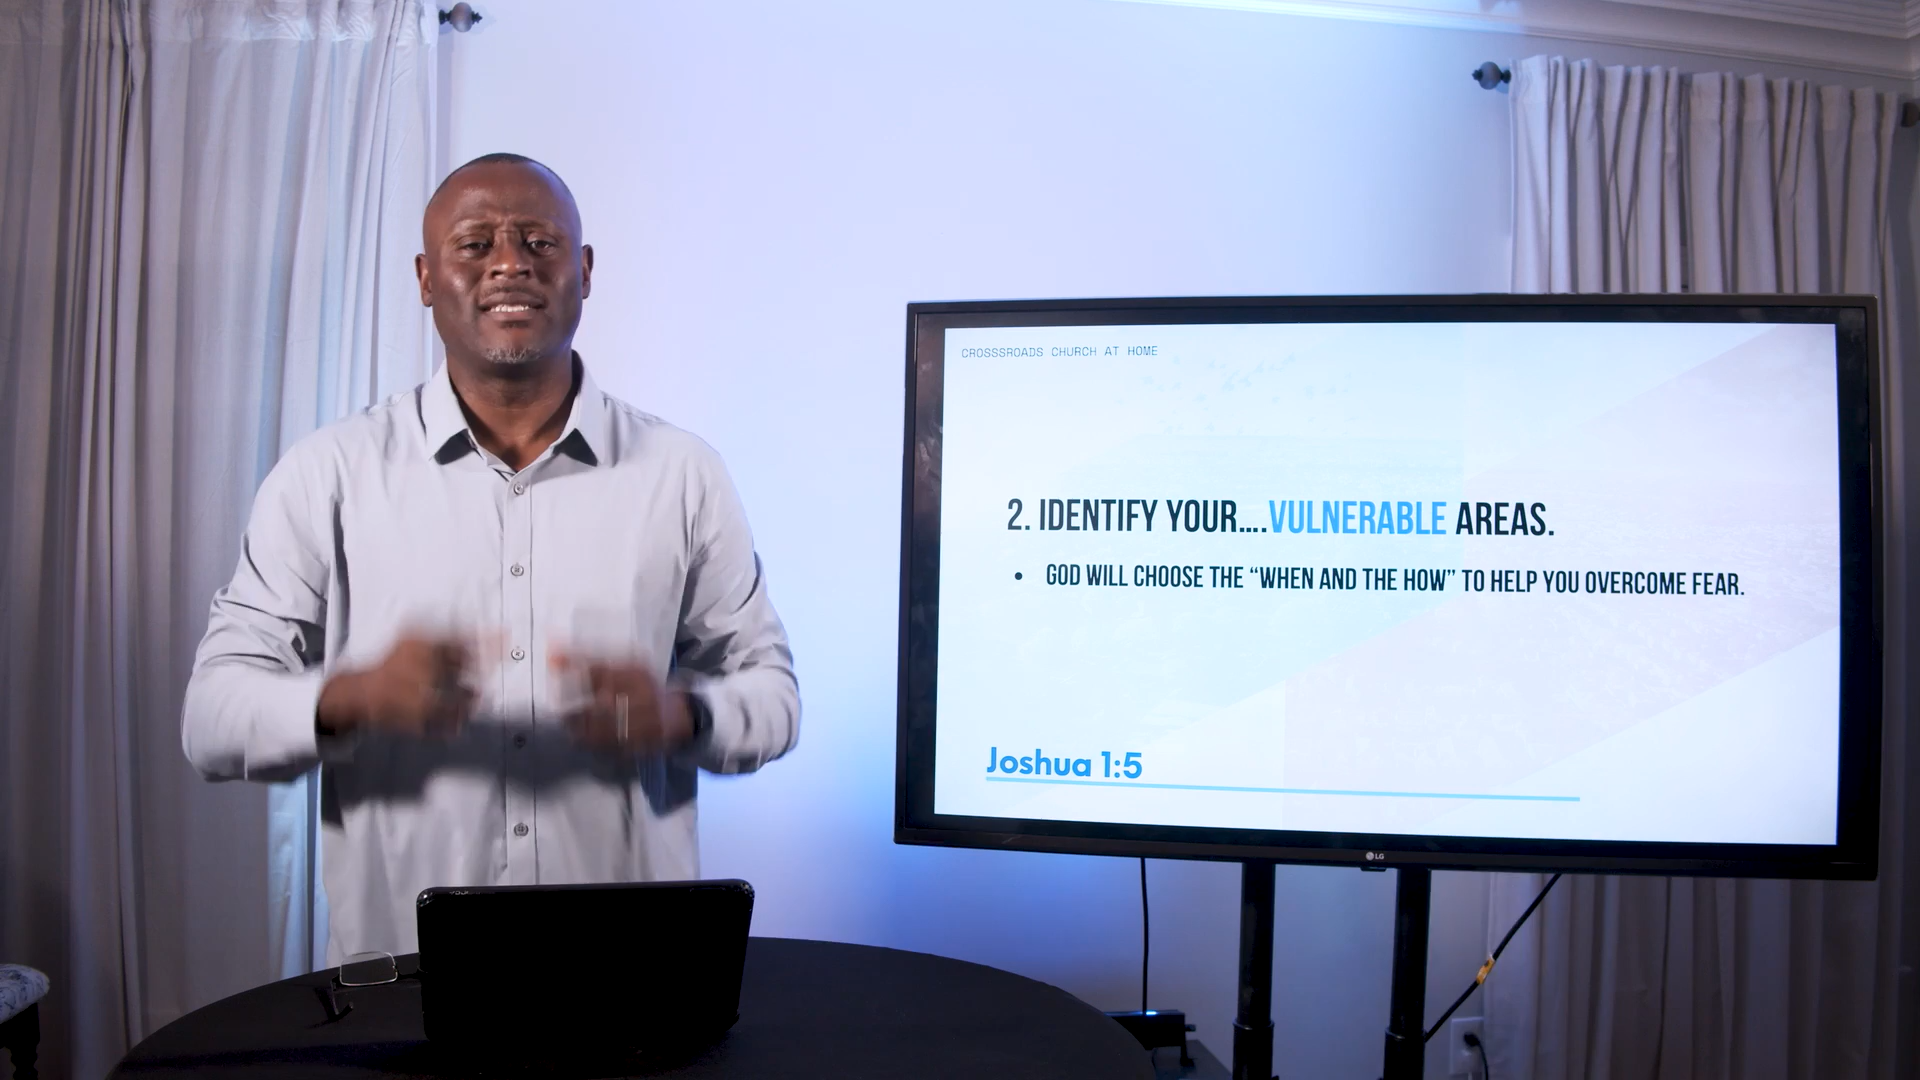 CROSSSROADS CHURCH AT HOME
2. IDENTIFY YOUR....VULNERABLE AREAS.
• GOD WILL CHOOSE THE “WHEN AND THE HOW” TO HELP YOU OVERCOME FEAR.
Joshua 1:5
LG